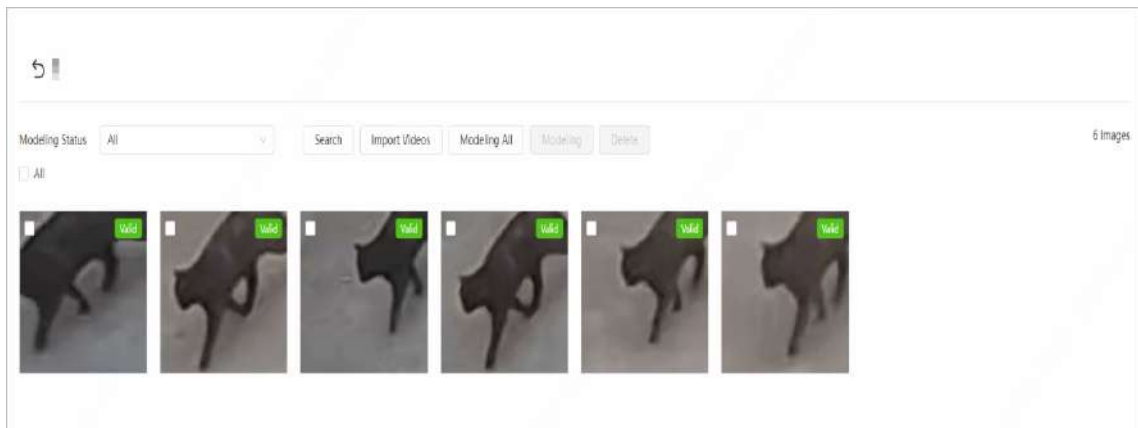 Modeling Status All Search Import Videos Modeling All Modeling Delete 6 Images
All
Valid Valid Valid Valid Valid Valid